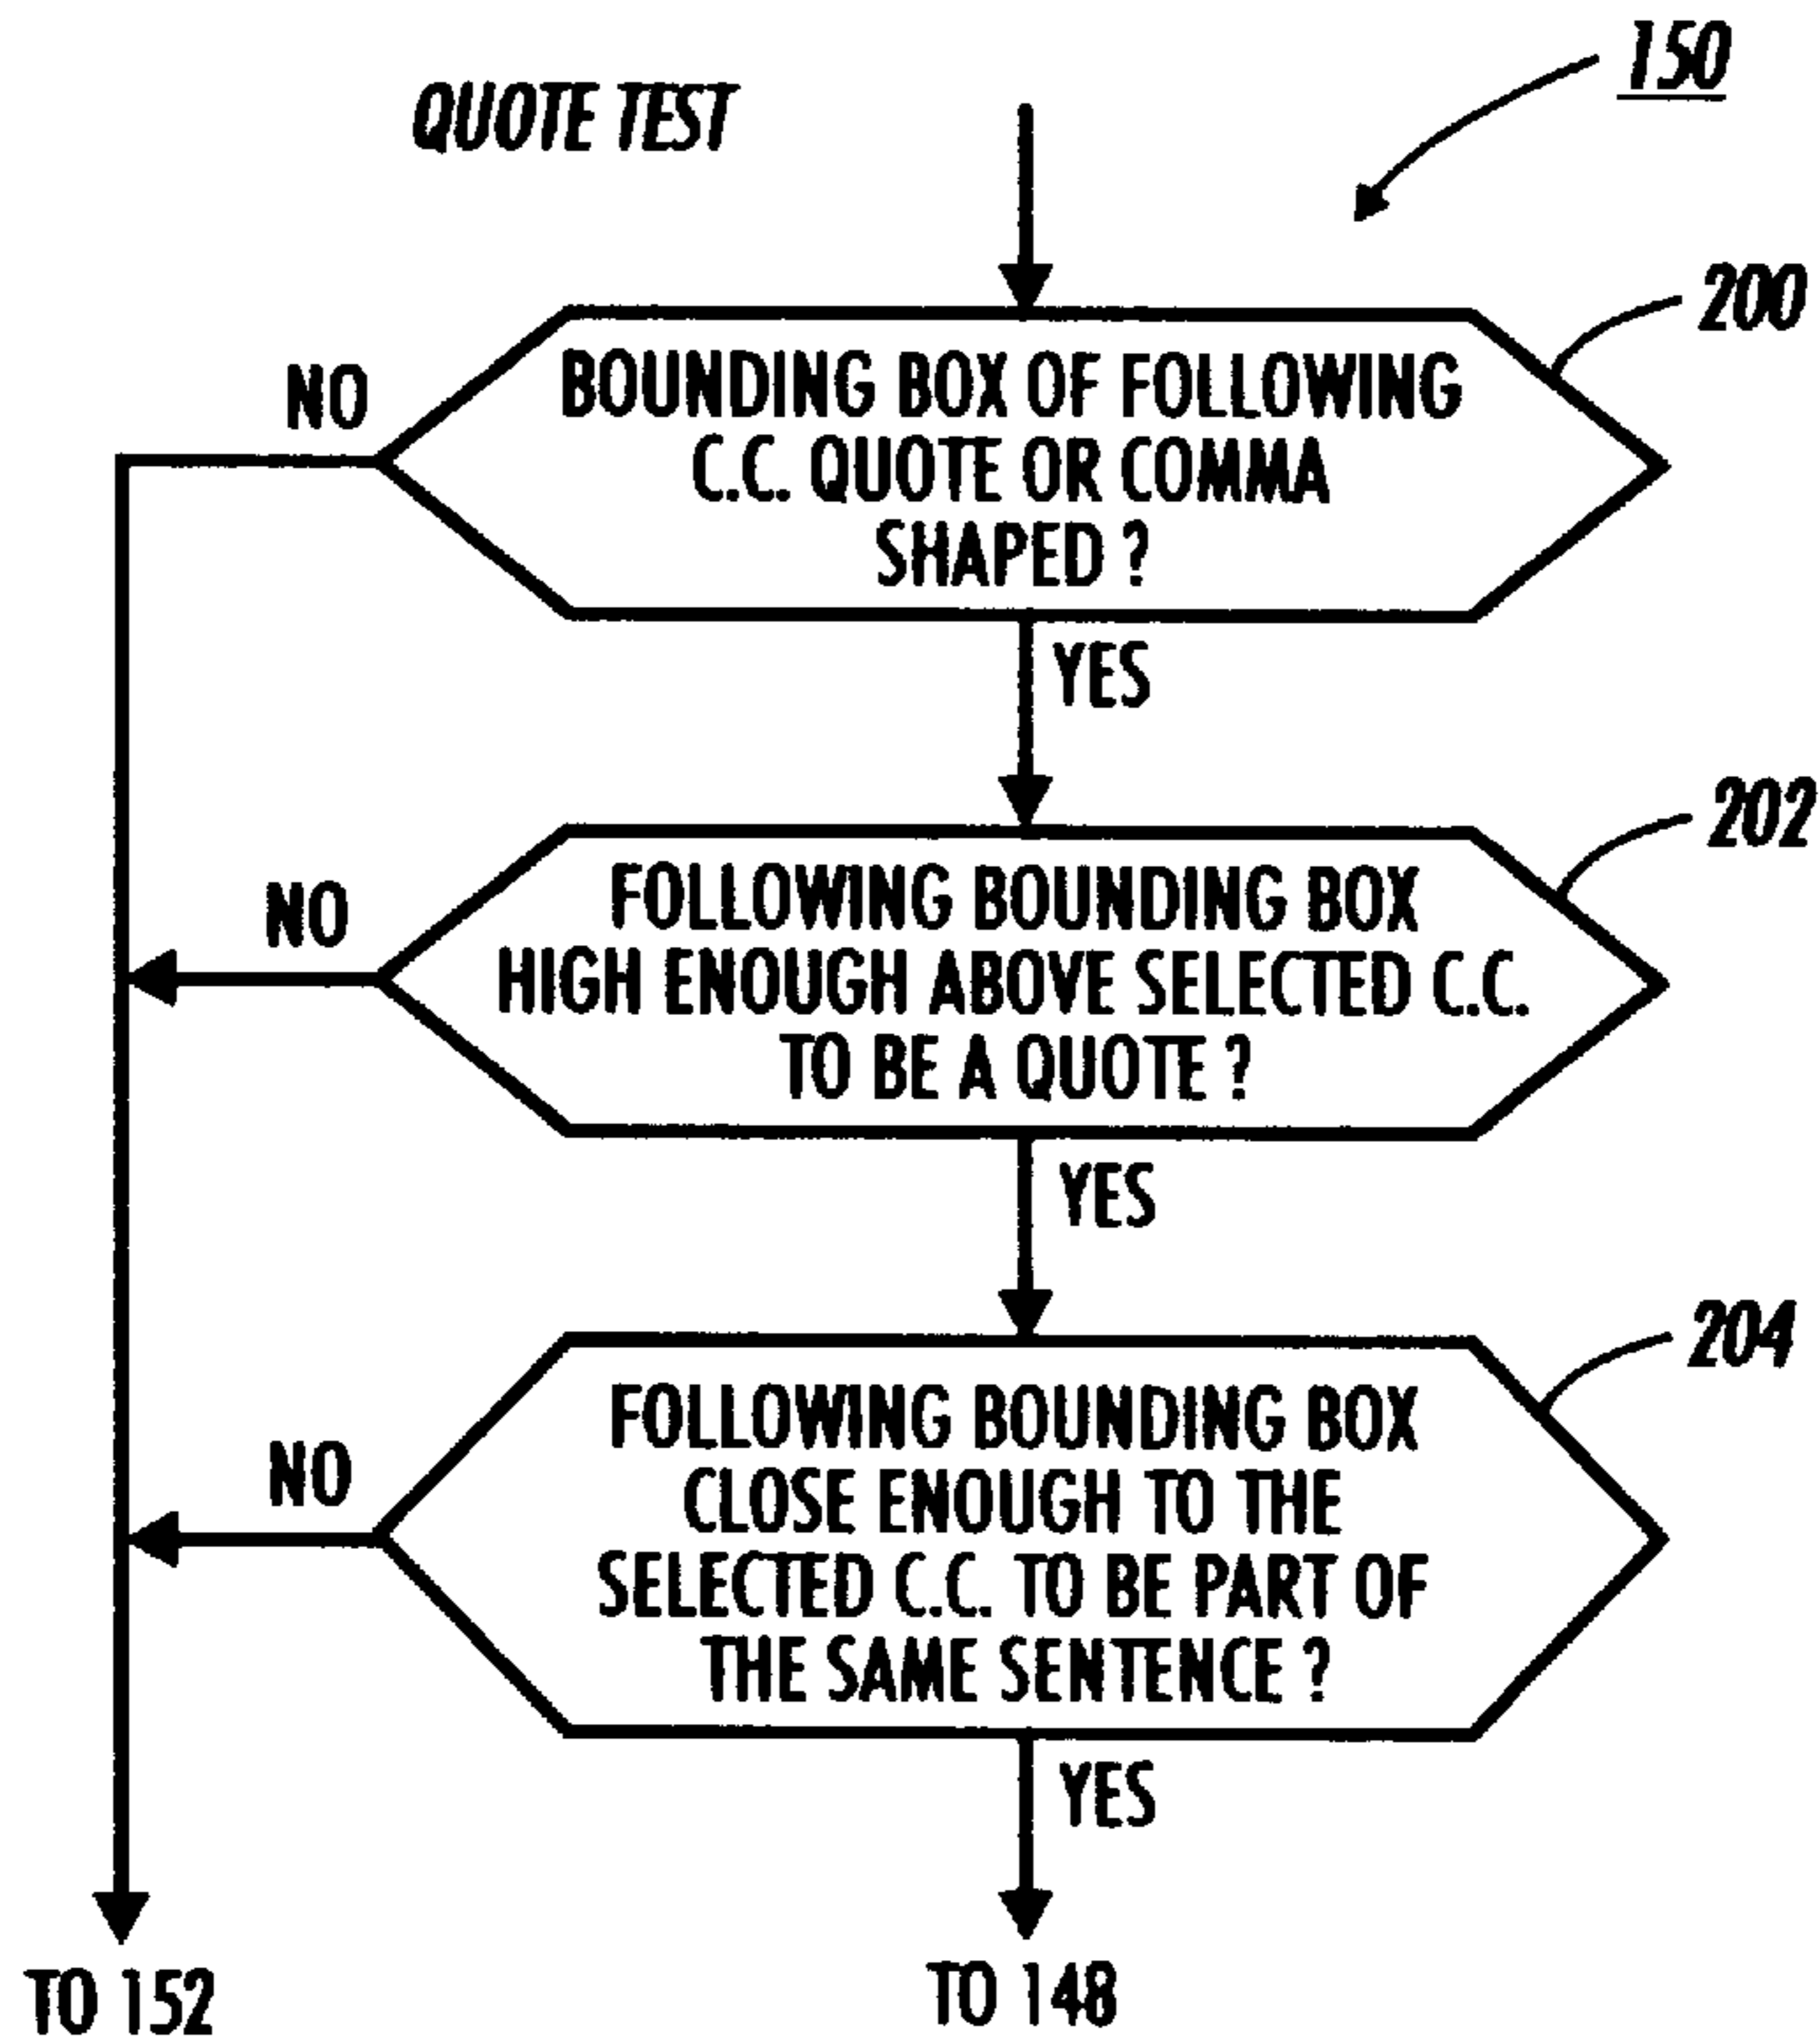 150
QUOTE TEST
200
NO
BOUNDING BOX OF FOLLOWING
C.C. QUOTE OR COMMA
SHAPED ?
YES
202
NO
FOLLOWING BOUNDING BOX
HIGH ENOUGH ABOVE SELECTED C.C.
TO BE A QUOTE ?
YES
204
NO
FOLLOWING BOUNDING BOX
CLOSE ENOUGH TO THE
SELECTED C.C. TO BE PART OF
THE SAME SENTENCE ?
YES
TO 152
TO 148